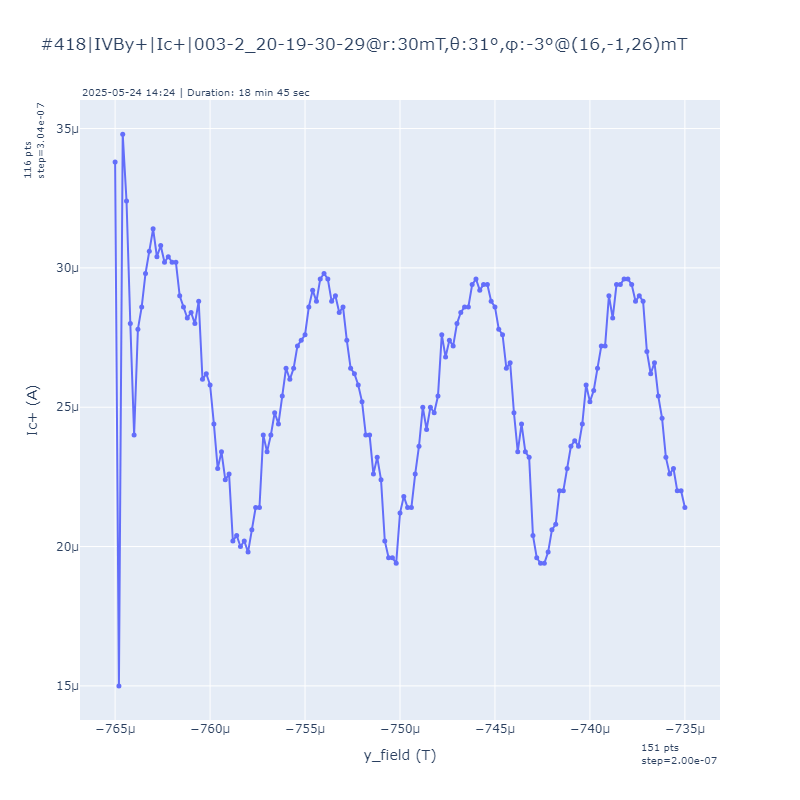 #418|IVBy+|Ic+|003-2_20-19-30-29@r:30mT,θ:31°,φ:-3°@(16,-1,26)mT
2025-05-24 14:24 | Duration: 18 min 45 sec
116 pts
step=3.04e-07
35μ
30μ
25μ
20μ
15μ
Ic+ (A)
−765μ
−760μ
−755μ
−750μ
−745μ
−740μ
−735μ
y_field (T)
151 pts
step=2.00e-07